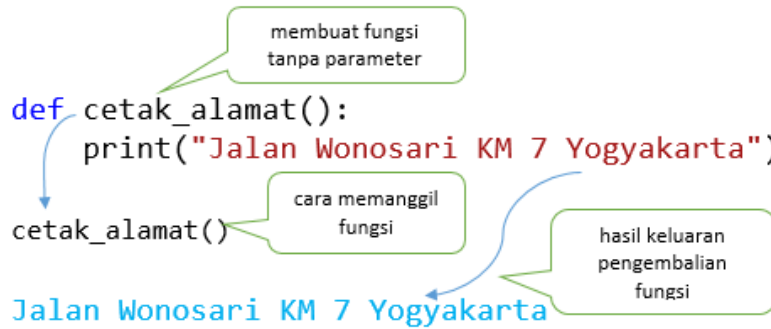 membuat fungsi
tanpa parameter
def cetak_alamat():
print("Jalan Wonosari KM 7 Yogyakarta")
cara memanggil
fungsi
cetak_alamat()
hasil keluaran
pengembalian
fungsi
Jalan Wonosari KM 7 Yogyakarta